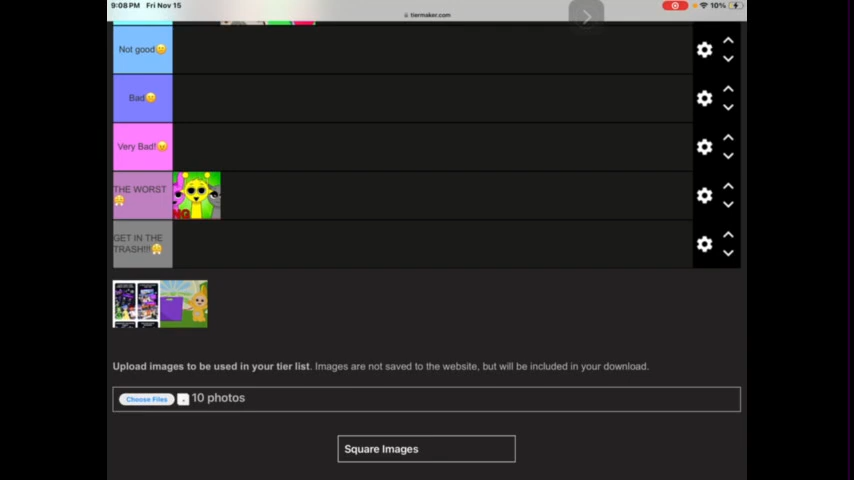 9:08 PM Fri Nov 15
tiermaker.com
10%
Not good😕
Bad😕
Very Bad!😠
THE WORST
😤
GET IN THE
TRASH!!!😤
NG
Upload images to be used in your tier list. Images are not saved to the website, but will be included in your download.
Choose Files 10 photos
Square Images